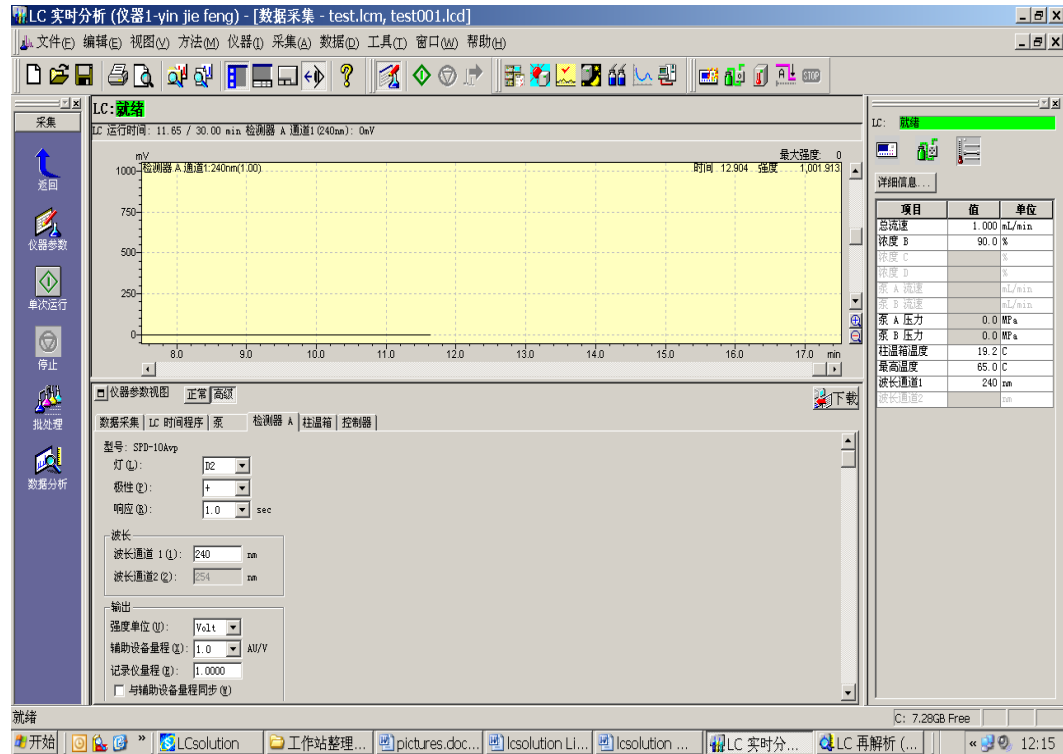 LC 实时分析 (仪器1-yin jie feng) - [数据采集 - test.lcm, test001.lcd]
文件(F) 编辑(E) 视图(V) 方法(M) 仪器(I) 采集(A) 数据(D) 工具(T) 窗口(W) 帮助(H)
采集
返回
仪器参数
单次运行
停止
批处理
数据分析
LC:就绪
LC 运行时间: 11.65 / 30.00 min 检测器 A 通道1(240nm): 0mV
mV
最大强度: 0
检测器 A 通道1:240nm(1.00)
时间 12.904 强度 1,001.913
1000
750
500
250
0
8.0 9.0 10.0 11.0 12.0 13.0 14.0 15.0 16.0 17.0 min
仪器参数视图 正常 高级 下载
数据采集 LC 时间程序 泵 检测器 A 柱温箱 控制器
型号: SPD-10Avp
灯(L): D2
极性(P): +
响应(R): 1.0 sec
波长
波长通道 1(1): 240 nm
波长通道2(2): 254 nm
输出
强度单位(U): Volt
辅助设备量程(X): 1.0 AU/V
记录仪量程(E): 1.0000
与辅助设备量程同步(Y)
LC: 就绪
详细信息...
项目 值 单位
总流速 1.000 mL/min
浓度 B 90.0 %
浓度 C %
浓度 D %
泵 A 流速 mL/min
泵 B 流速 mL/min
泵 A 压力 0.0 MPa
泵 B 压力 0.0 MPa
柱温箱温度 19.2 C
最高温度 65.0 C
波长通道1 240 nm
波长通道2 nm
就绪
C: 7.29GB Free
开始 » LCsolution 工作站整理... pictures.doc... lcsolution Li... lcsolution ... LC 实时分... LC 再解析 (... « 12:15